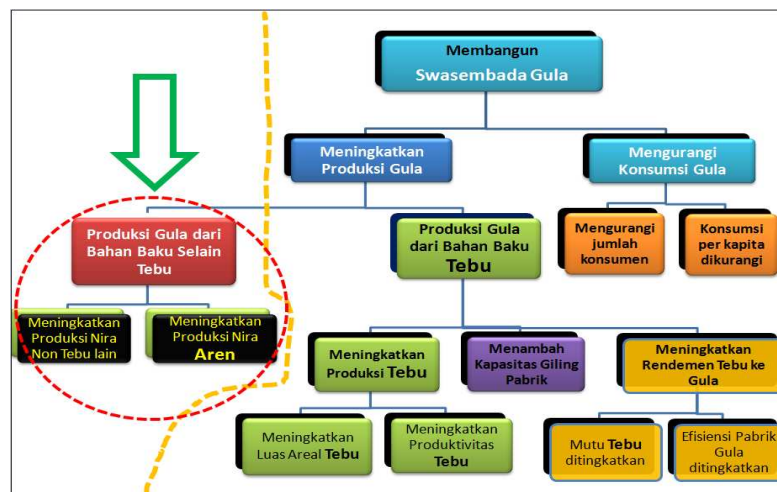 Membangun
Swasembada Gula
Meningkatkan
Produksi Gula
Mengurangi
Konsumsi Gula
Produksi Gula dari
Bahan Baku Selain
Tebu
Produksi Gula
dari Bahan Baku
Tebu
Mengurangi
jumlah
konsumen
Konsumsi
per kapita
dikurangi
Meningkatkan
Produksi Nira
Non Tebu lain
Meningkatkan
Produksi Nira
Aren
Meningkatkan
Produksi Tebu
Menambah
Kapasitas Giling
Pabrik
Meningkatkan
Rendemen Tebu ke
Gula
Meningkatkan
Luas Areal Tebu
Meningkatkan
Produktivitas
Tebu
Mutu Tebu
ditingkatkan
Efisiensi Pabrik
Gula
ditingkatkan